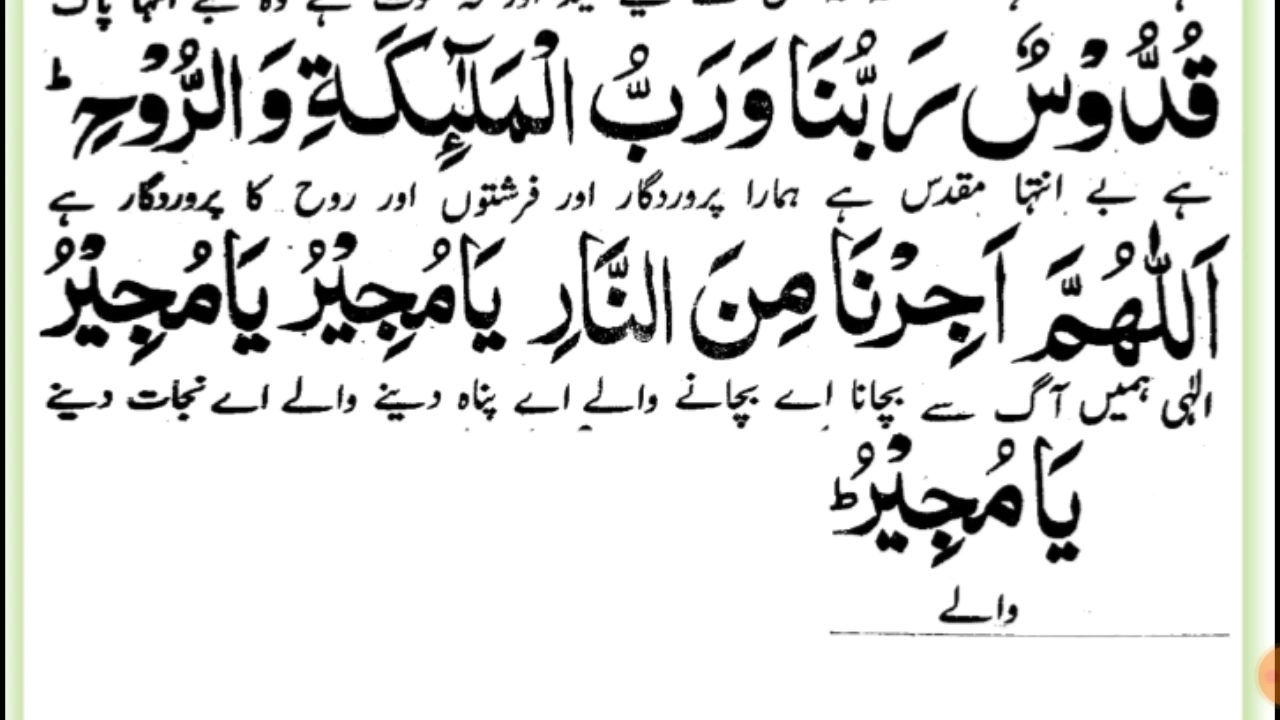 قُدُّوْسٌ رَبُّنَا وَرَبُّ الْمَلٰٓئِكَةِ وَالرُّوْحِ ؕ
ہے بے انتہا مقدس ہے ہمارا پروردگار اور فرشتوں اور روح کا پروردگار ہے
اَللّٰهُمَّ اَجِرْنَا مِنَ النَّارِ يَا مُجِيْرُ يَا مُجِيْرُ
الٰہی ہمیں آگ سے بچانا اے بچانے والے اے پناہ دینے والے اے نجات دینے
يَا مُجِيْرُ ؕ
والے